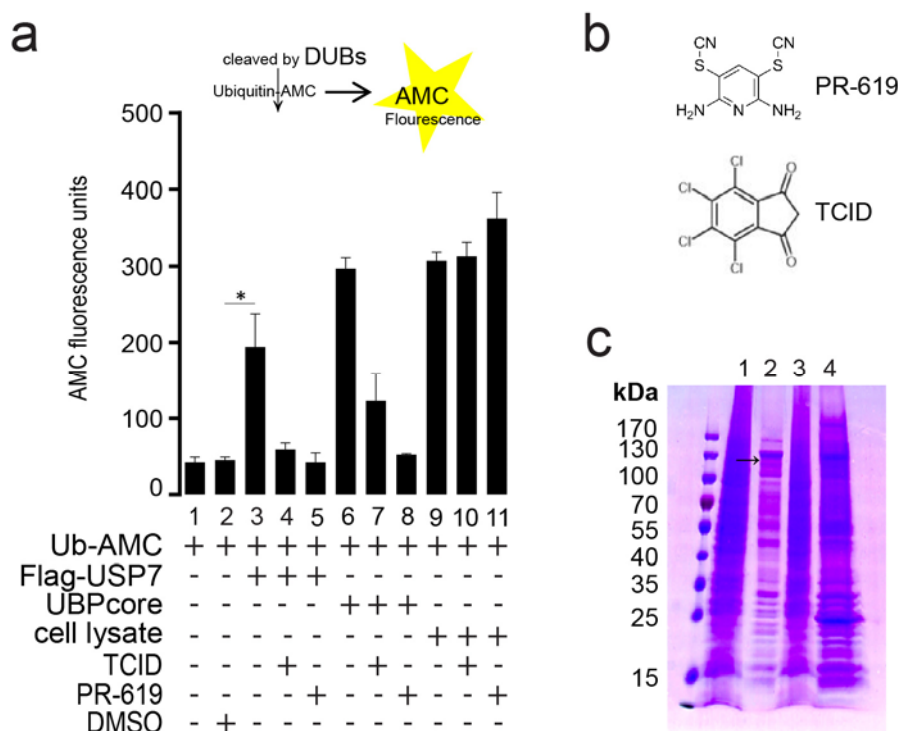 a
cleaved by DUBs
Ubiquitin-AMC
AMC
Flourescence
AMC fluorescence units
500
400
300
200
100
0
*
1 2 3 4 5 6 7 8 9 10 11
Ub-AMC + + + + + + + + + + +
Flag-USP7 - - + + + - - - - - -
UBPcore - - - - - + + + - - -
cell lysate - - - - - - - - + + +
TCID - - - + - - + - - + -
PR-619 - - - - + - - + - - +
DMSO - + - - - - - - - - -
b
CN CN
S S
H₂N N NH₂
PR-619
Cl O
Cl
Cl
Cl O
TCID
c
1 2 3 4
kDa
170
130
100
70
55
40
35
25
15